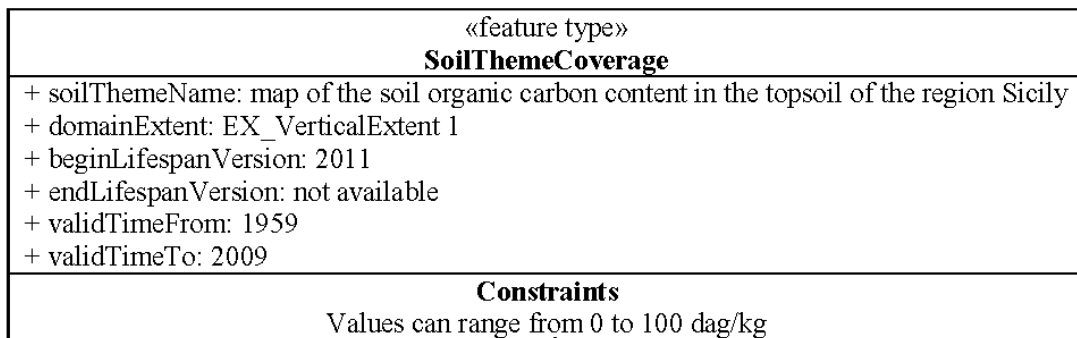 «feature type»
SoilThemeCoverage
+ soilThemeName: map of the soil organic carbon content in the topsoil of the region Sicily
+ domainExtent: EX_VerticalExtent 1
+ beginLifespanVersion: 2011
+ endLifespanVersion: not available
+ validTimeFrom: 1959
+ validTimeTo: 2009
Constraints
Values can range from 0 to 100 dag/kg